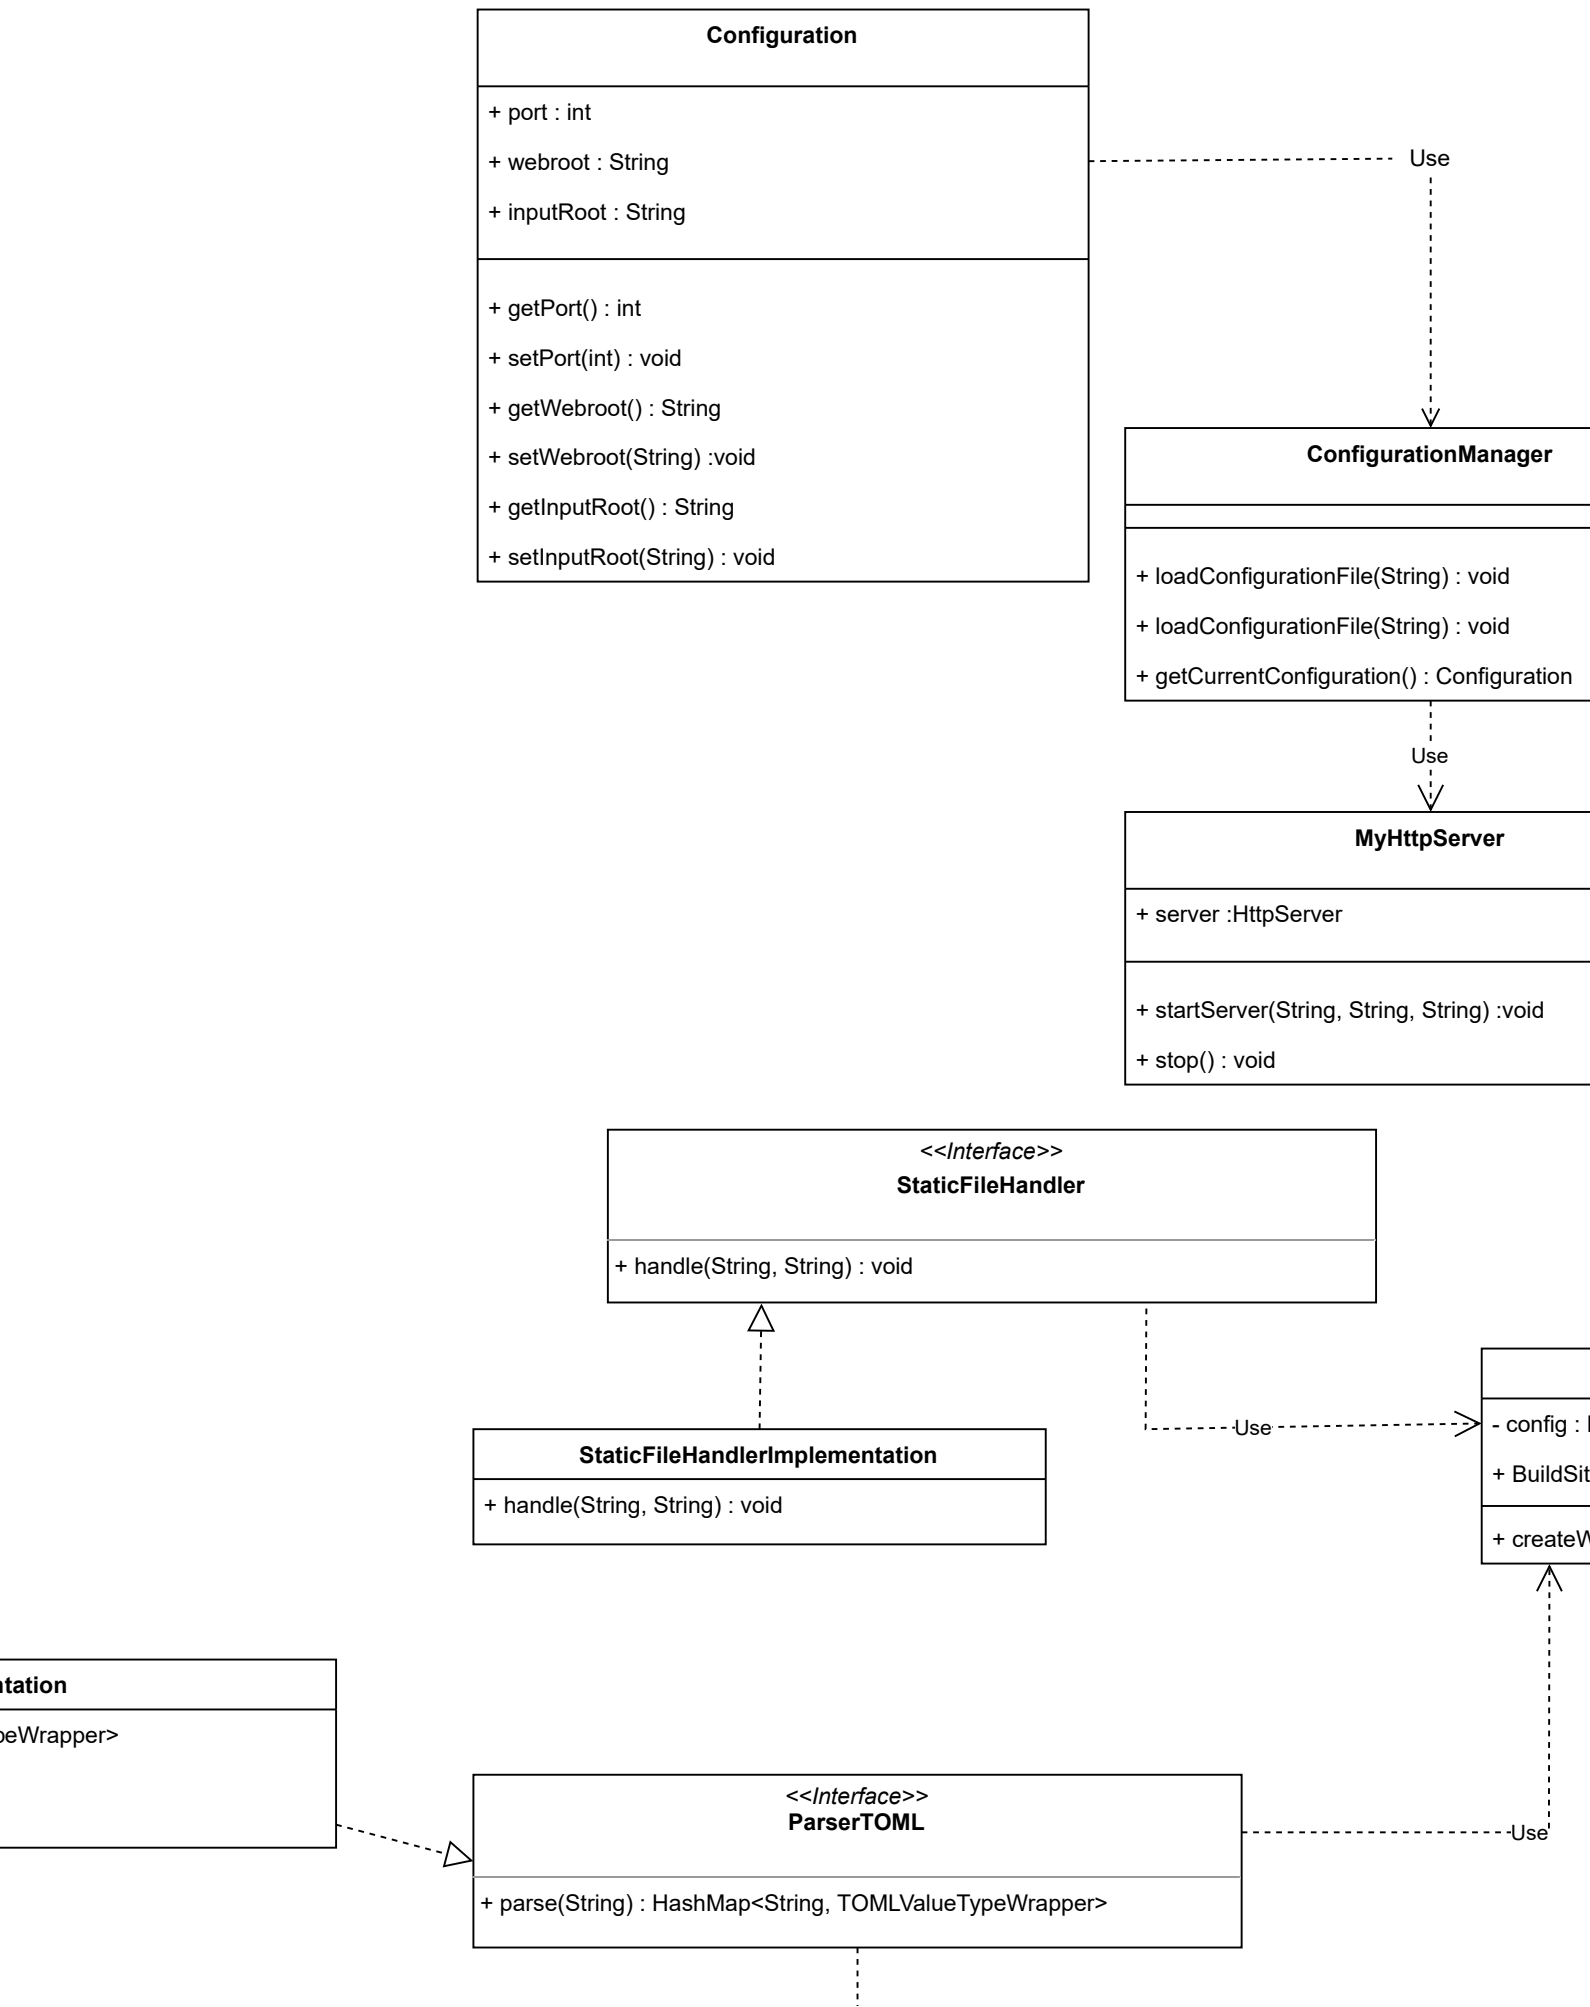 Configuration
+ port : int
+ webroot : String
+ inputRoot : String
+ getPort() : int
+ setPort(int) : void
+ getWebroot() : String
+ setWebroot(String) :void
+ getInputRoot() : String
+ setInputRoot(String) : void
Use
ConfigurationManager
+ loadConfigurationFile(String) : void
+ loadConfigurationFile(String) : void
+ getCurrentConfiguration() : Configuration
Use
MyHttpServer
+ server :HttpServer
+ startServer(String, String, String) :void
+ stop() : void
<<Interface>>
StaticFileHandler
+ handle(String, String) : void
Use
- config :
+ BuildSit
+ create
StaticFileHandlerImplementation
+ handle(String, String) : void
ntation
peWrapper>
<<Interface>>
ParserTOML
+ parse(String) : HashMap<String, TOMLValueTypeWrapper>
Use